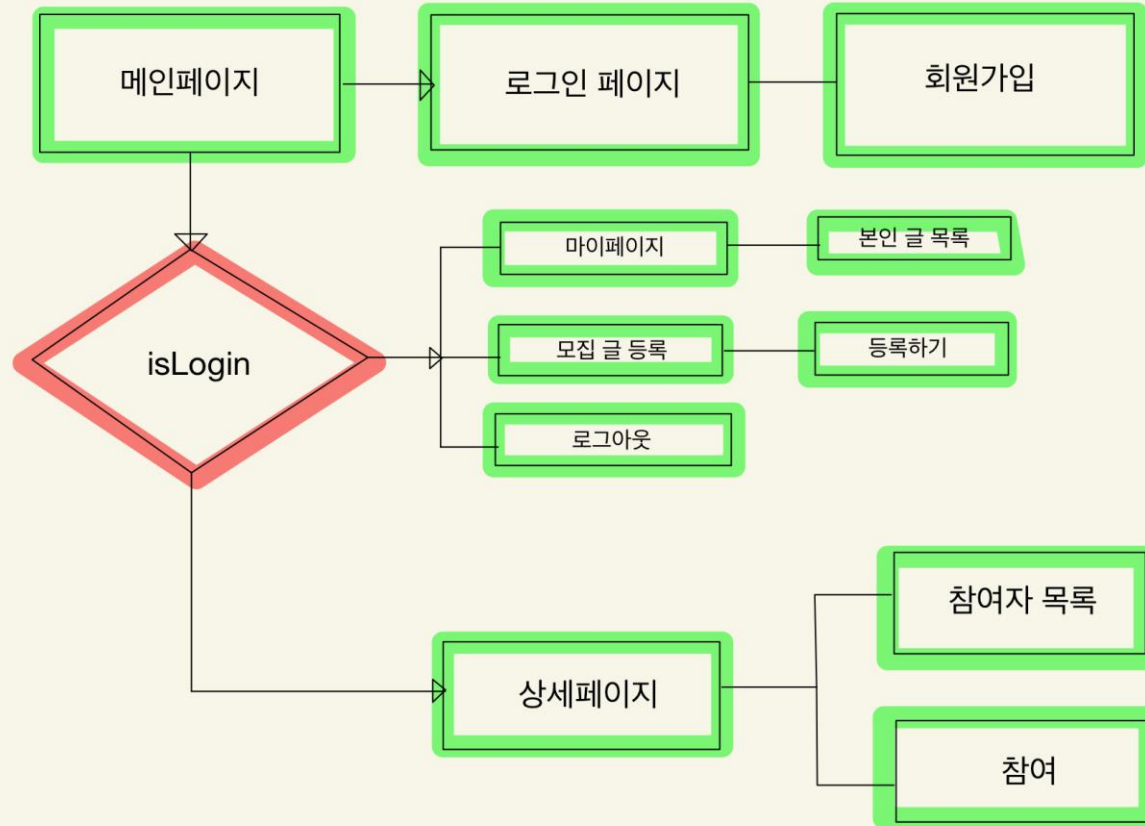 메인페이지
로그인 페이지
회원가입
isLogin
마이페이지
본인 글 목록
모집 글 등록
등록하기
로그아웃
상세페이지
참여자 목록
참여